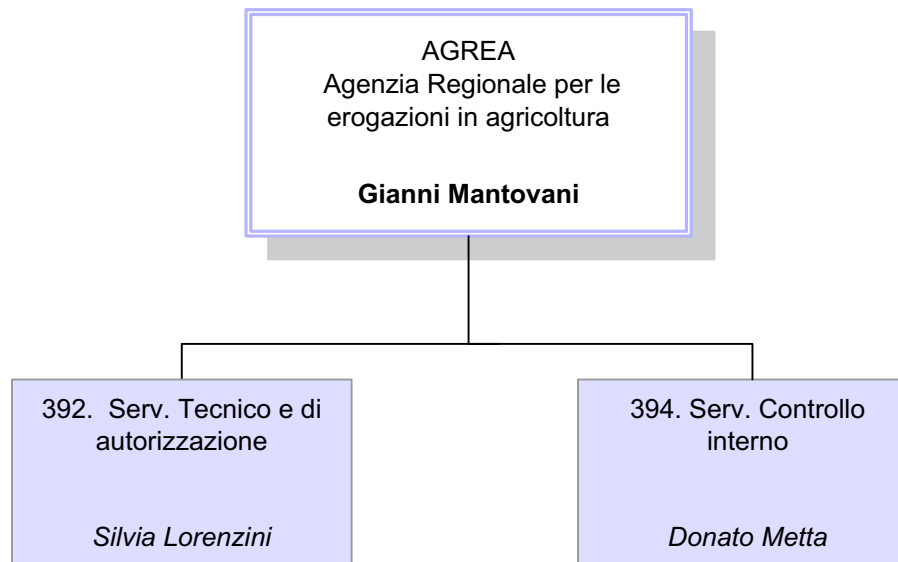 AGREA
Agenzia Regionale per le
erogazioni in agricoltura
Gianni Mantovani
392. Serv. Tecnico e di
autorizzazione
Silvia Lorenzini
394. Serv. Controllo
interno
Donato Metta